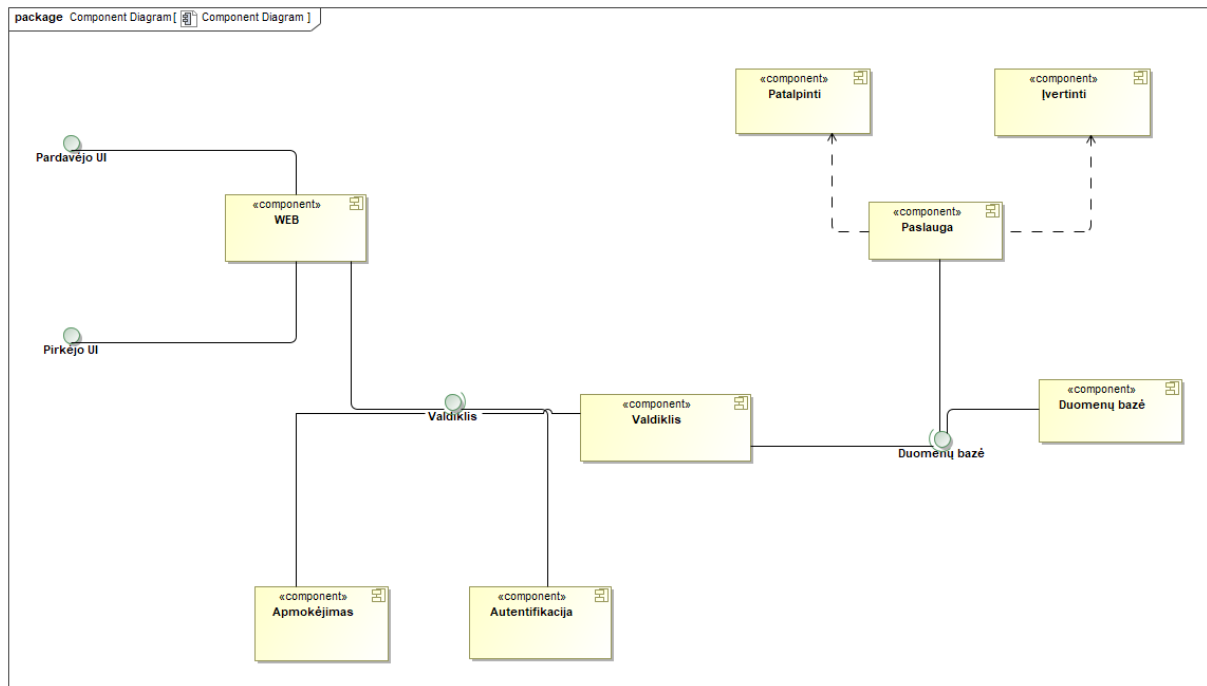 package Component Diagram [ Component Diagram ]
«component»
Patalpinti
«component»
Įvertinti
Pardavėjo UI
«component»
WEB
«component»
Paslauga
Pirkėjo UI
Valdiklis
«component»
Valdiklis
«component»
Duomenų bazė
Duomenų bazė
«component»
Apmokėjimas
«component»
Autentifikacija